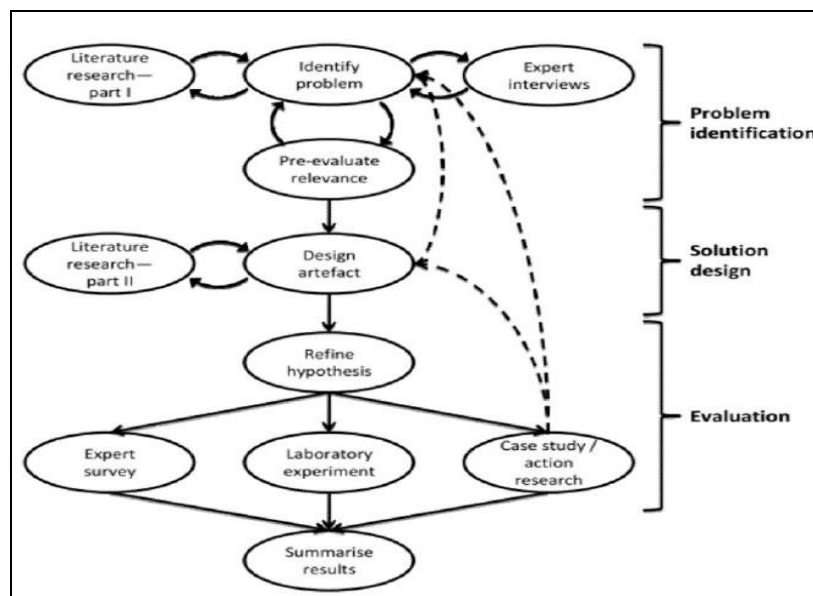 Literature
research—
part I
Identify
problem
Expert
interviews
Problem
identification
Pre-evaluate
relevance
Literature
research—
part II
Design
artefact
Solution
design
Refine
hypothesis
Evaluation
Expert
survey
Laboratory
experiment
Case study /
action
research
Summarise
results